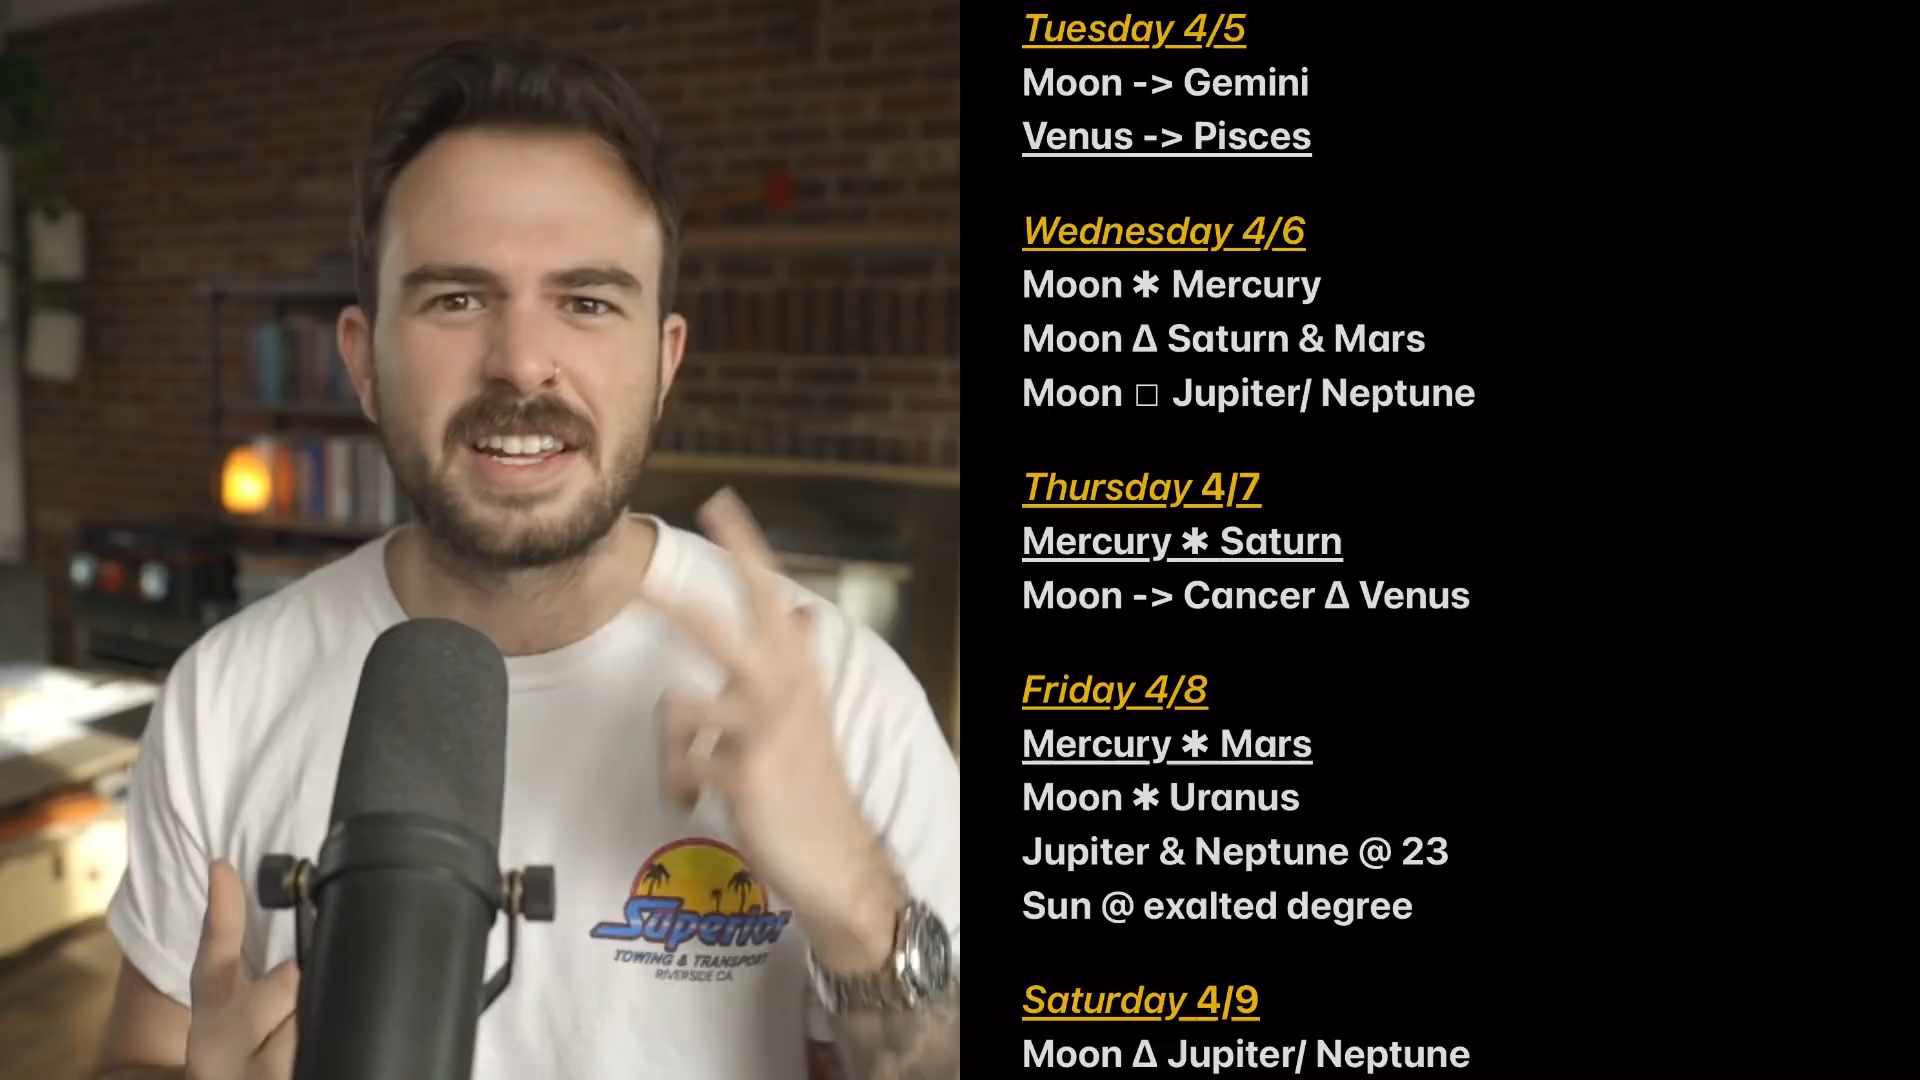 Tuesday 4/5
Moon -> Gemini
Venus -> Pisces
Wednesday 4/6
Moon ✱ Mercury
Moon Δ Saturn & Mars
Moon □ Jupiter/ Neptune
Thursday 4/7
Mercury ✱ Saturn
Moon -> Cancer Δ Venus
Friday 4/8
Mercury ✱ Mars
Moon ✱ Uranus
Jupiter & Neptune @ 23
Sun @ exalted degree
Saturday 4/9
Moon Δ Jupiter/ Neptune
Superior
TOWING & TRANSPORT
RIVERSIDE CA